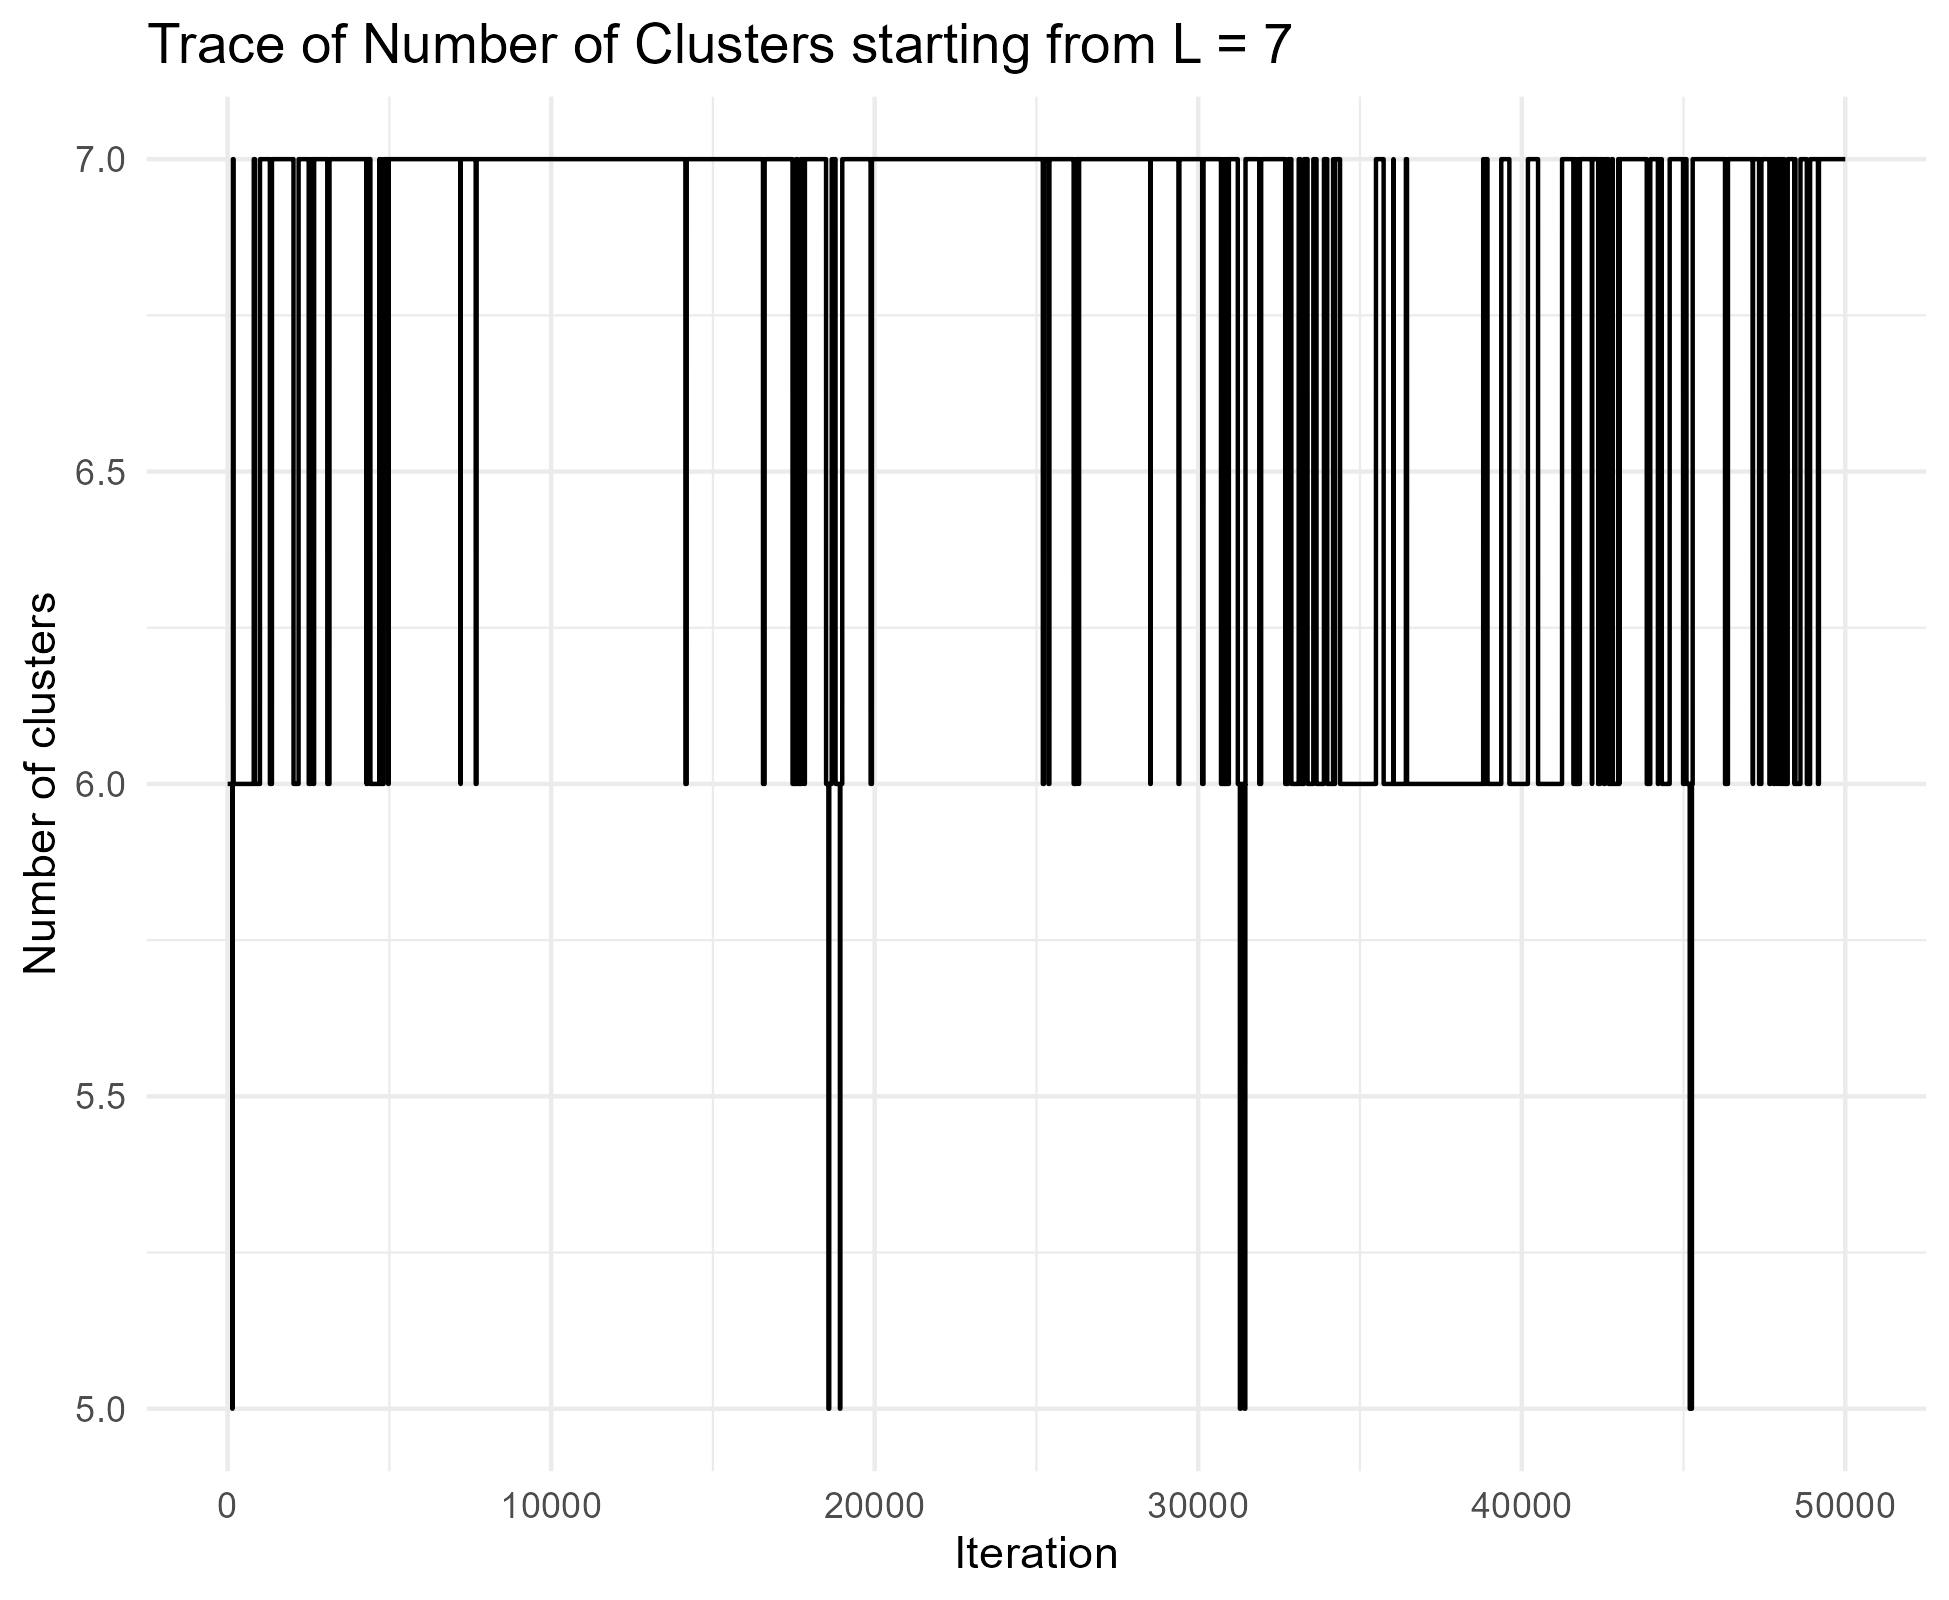 Trace of Number of Clusters starting from L = 7
Number of clusters
7.0
6.5
6.0
5.5
5.0
0 10000 20000 30000 40000 50000
Iteration